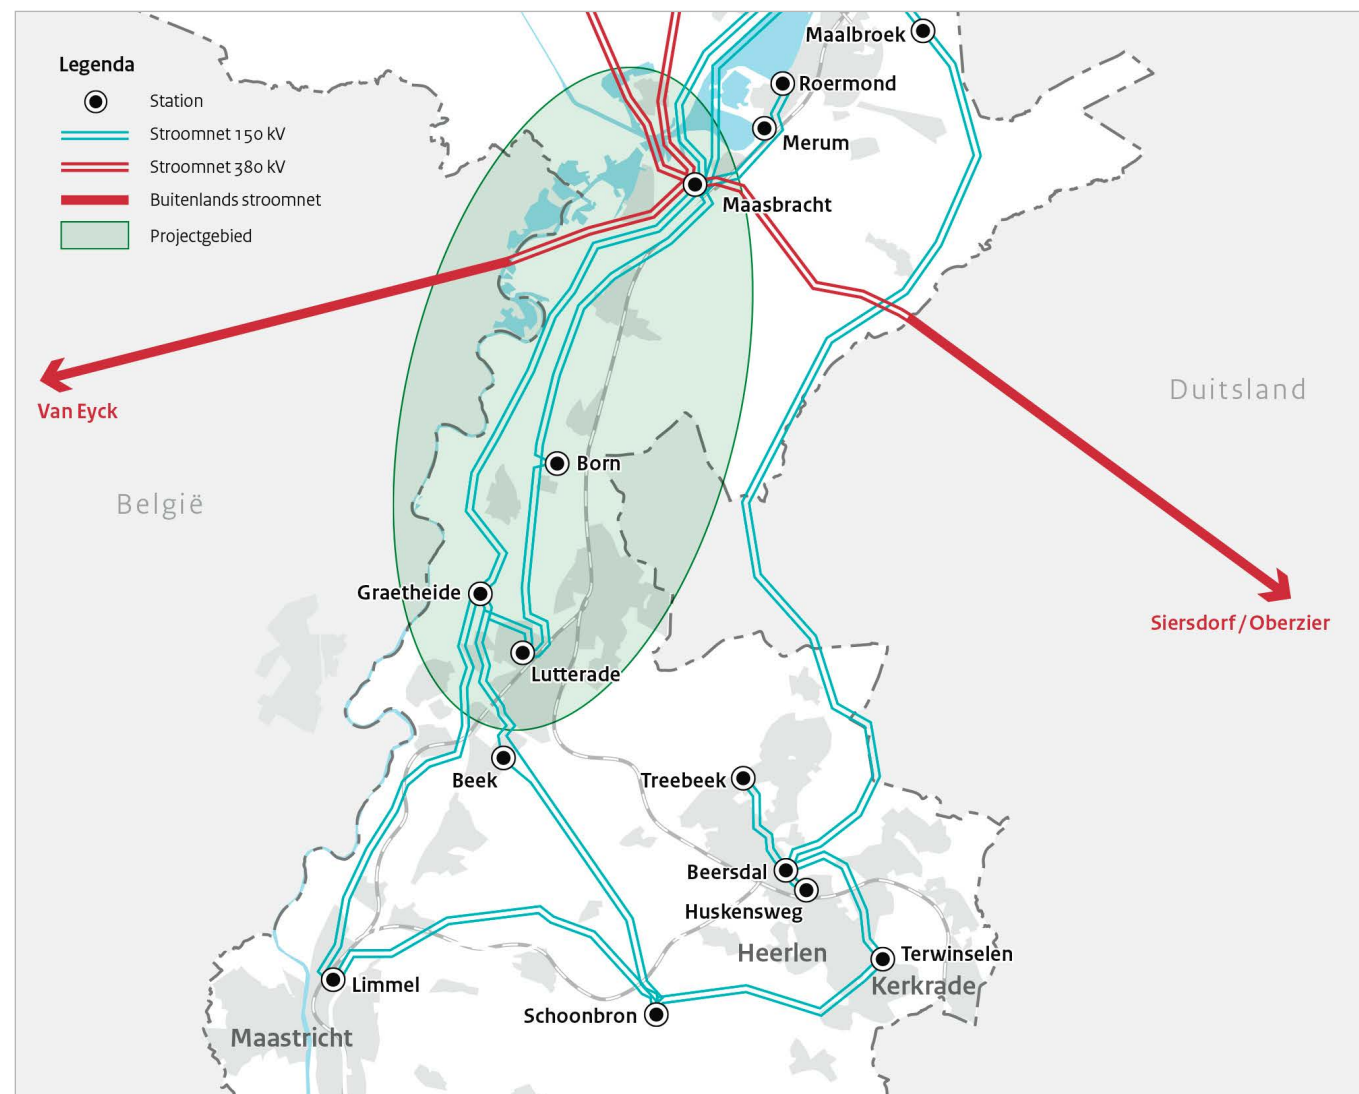 Legenda
Station
Stroomnet 150 kV
Stroomnet 380 kV
Buitenlands stroomnet
Projectgebied
Maalbroek
Roermond
Merum
Maasbracht
Van Eyck
Duitsland
België
Born
Siersdorf / Oberzier
Graetheide
Lutterade
Beek
Treebeek
Beersdal
Huskensweg
Heerlen
Terwinselen
Kerkrade
Limmel
Schoonbron
Maastricht